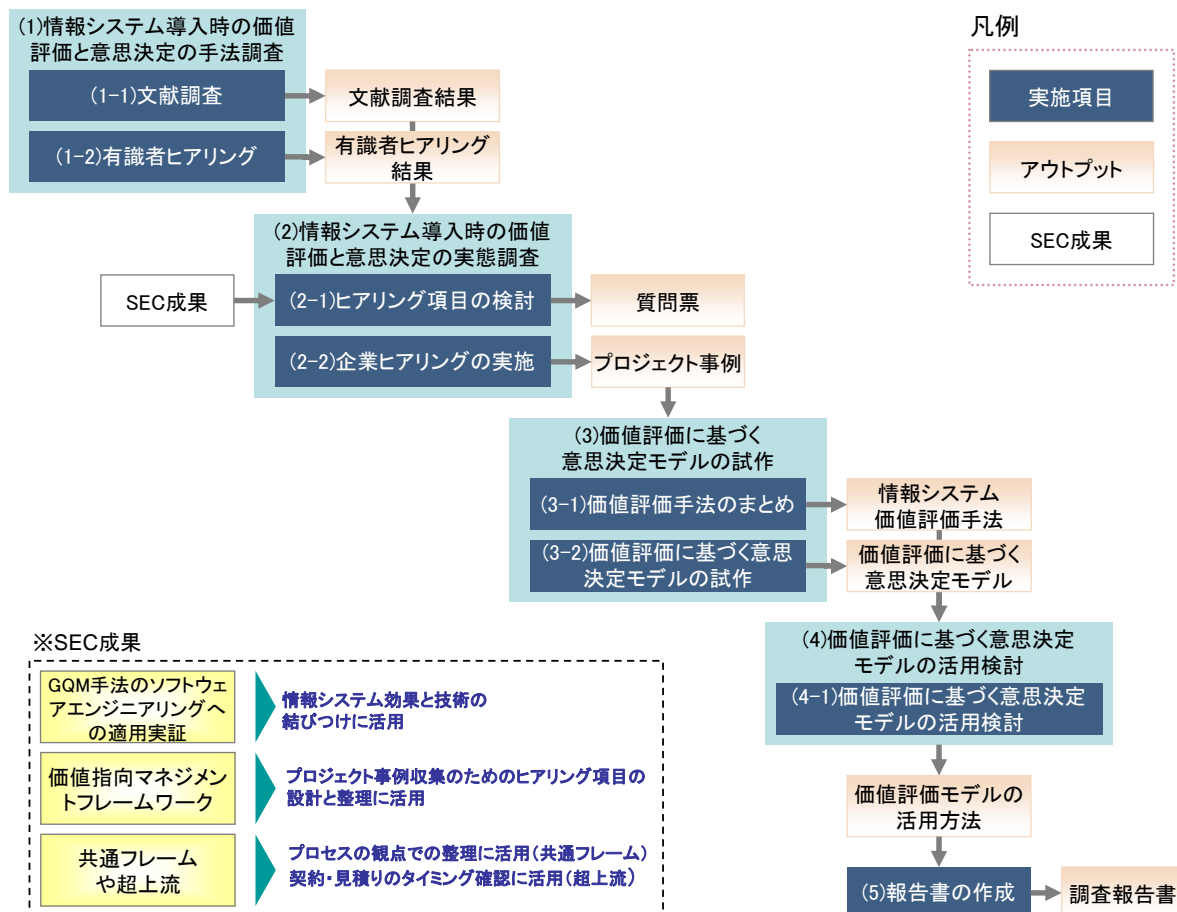 (1)情報システム導入時の価値
評価と意思決定の手法調査
(1-1)文献調査
文献調査結果
(1-2)有識者ヒアリング
有識者ヒアリング
結果
凡例
実施項目
アウトプット
SEC成果
(2)情報システム導入時の価値
評価と意思決定の実態調査
SEC成果
(2-1)ヒアリング項目の検討
質問票
(2-2)企業ヒアリングの実施
プロジェクト事例
(3)価値評価に基づく
意思決定モデルの試作
(3-1)価値評価手法のまとめ
情報システム
価値評価手法
(3-2)価値評価に基づく意思
決定モデルの試作
価値評価に基づく
意思決定モデル
(4)価値評価に基づく意思決定
モデルの活用検討
(4-1)価値評価に基づく意思決定
モデルの活用検討
価値評価モデルの
活用方法
(5)報告書の作成
調査報告書
※SEC成果
GQM手法のソフトウェ
アエンジニアリングへ
の適用実証
情報システム効果と技術の
結びつけに活用
価値指向マネジメン
トフレームワーク
プロジェクト事例収集のためのヒアリング項目の
設計と整理に活用
共通フレーム
や超上流
プロセスの観点での整理に活用(共通フレーム)
契約・見積りのタイミング確認に活用(超上流)